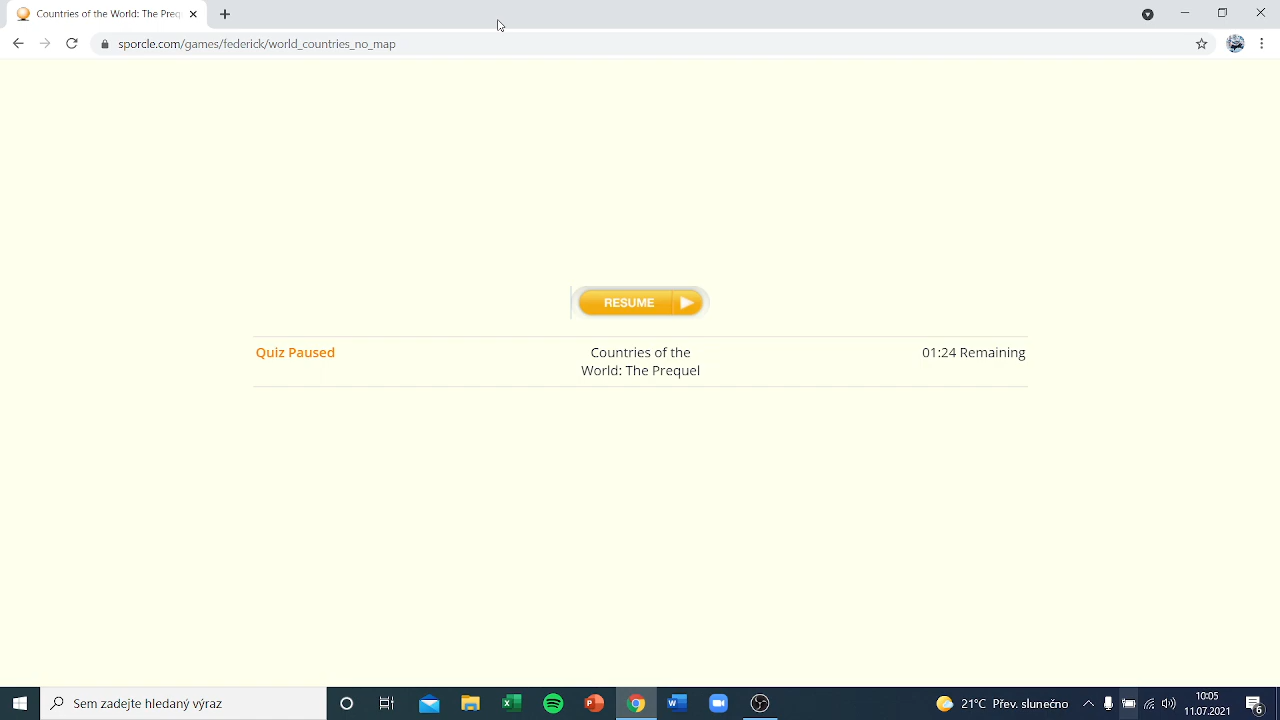 Countries of the World: The Preq
sporcle.com/games/federick/world_countries_no_map
RESUME
Quiz Paused
Countries of the
World: The Prequel
01:24 Remaining
Sem zadejte hledaný výraz
21°C Přev. slunečno
10:05
11.07.2021
6